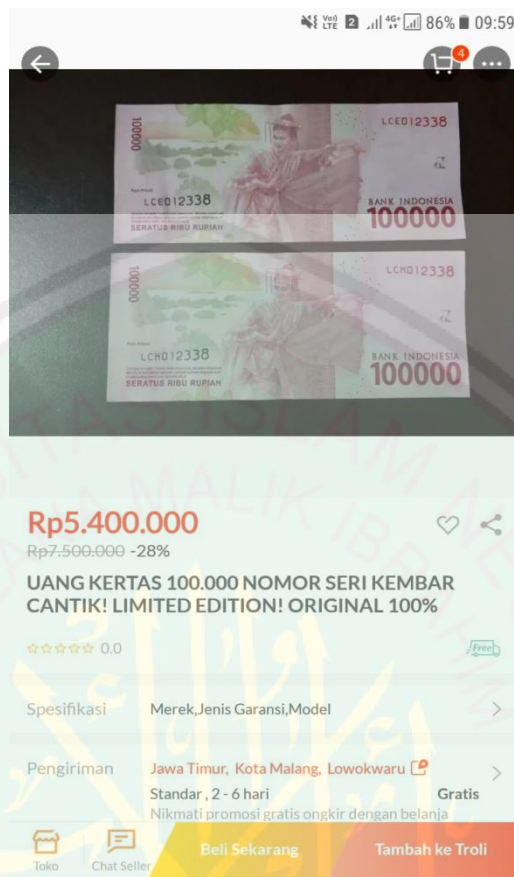 VoLTE 2 4G+ 86% 09:59
4
100000
LCE012338
LCE012338
BANK INDONESIA
100000
SERATUS RIBU RUPIAH
100000
LCH012338
LCH012338
BANK INDONESIA
100000
SERATUS RIBU RUPIAH
Rp5.400.000
Rp7.500.000 -28%
UANG KERTAS 100.000 NOMOR SERI KEMBAR
CANTIK! LIMITED EDITION! ORIGINAL 100%
0.0
Free
Spesifikasi Merek,Jenis Garansi,Model
Pengiriman Jawa Timur, Kota Malang, Lowokwaru
Standar , 2 - 6 hari Gratis
Nikmati promosi gratis ongkir dengan belanja
Toko Chat Seller Beli Sekarang Tambah ke Troli